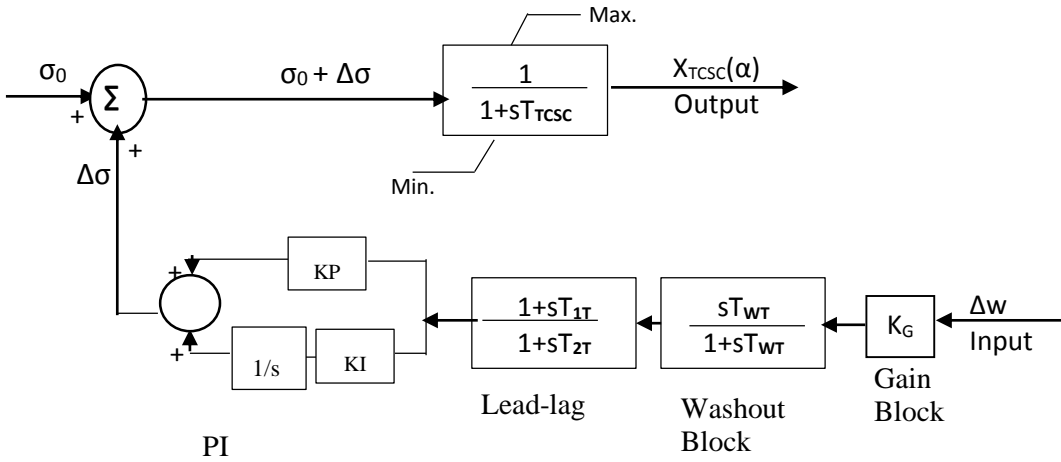 Max.
σ0
Σ
+
+
σ0 + Δσ
1
1+sTTCSC
XTCSC(α)
Output
Min.
Δσ
+
KP
+
1/s
KI
1+sT1T
1+sT2T
sTWT
1+sTWT
KG
Δw
Input
Lead-lag
Washout
Block
Gain
Block
PI